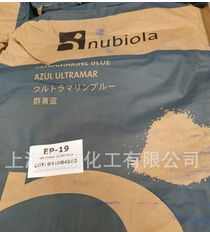 nubiola
ULTRAMARINE BLUE
AZUL ULTRAMAR
ウルトラマリンブルー
群青蓝
EP-19
上海 化工有限公司